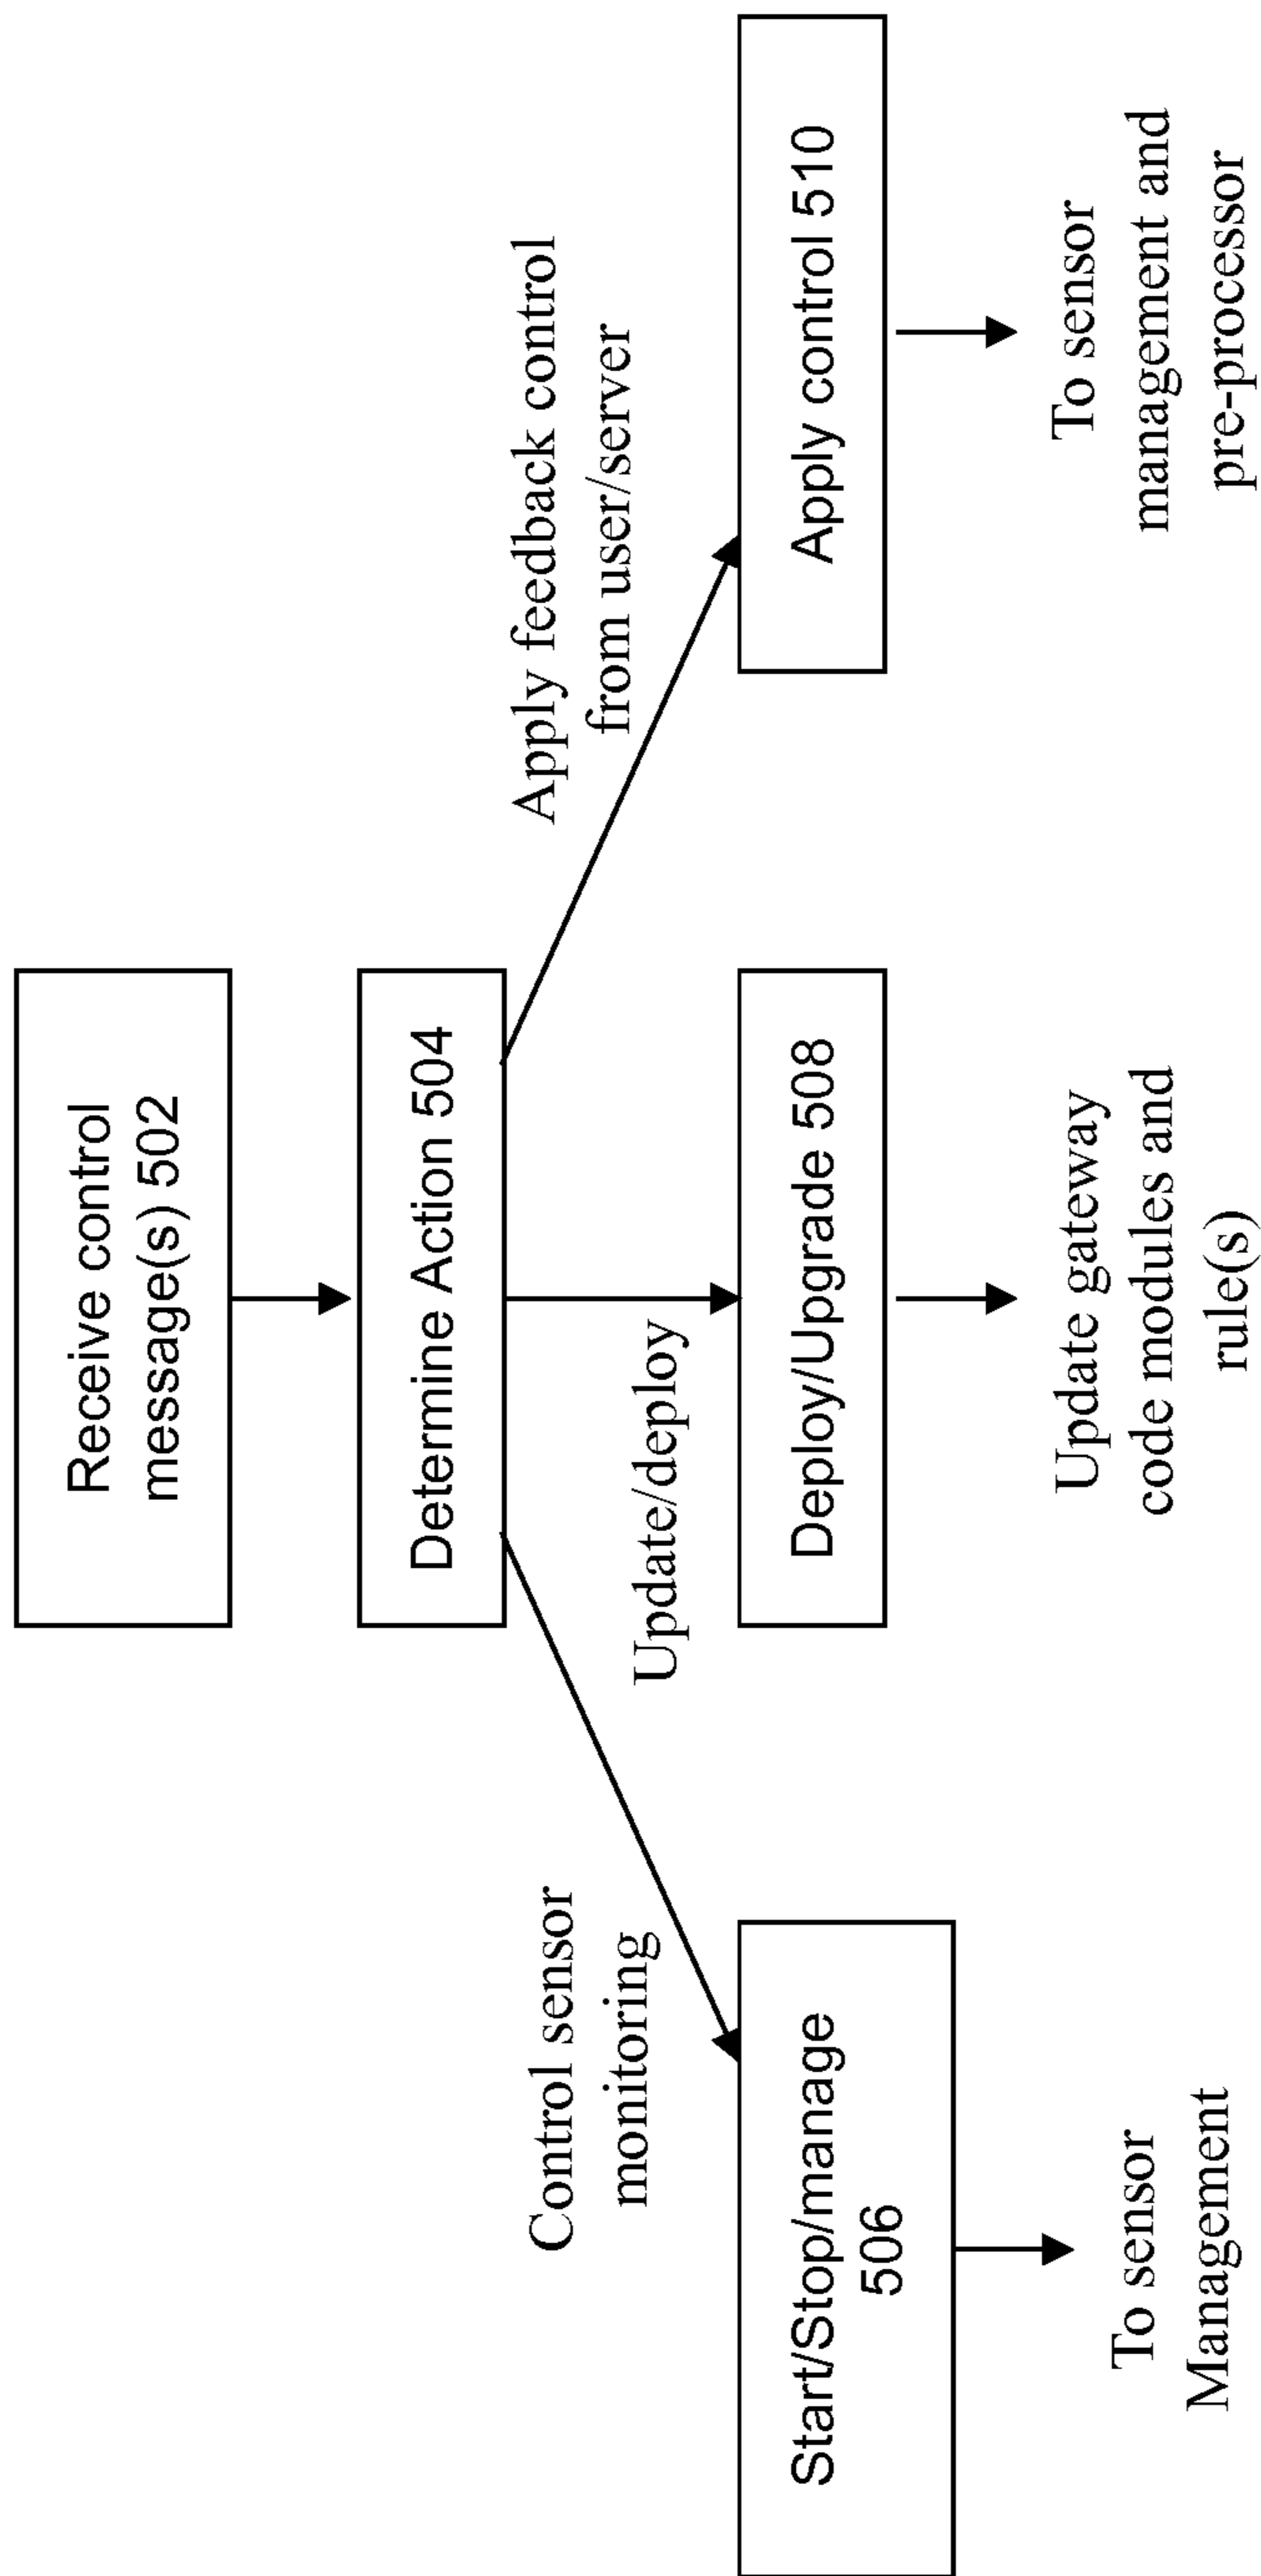 Receive control
message(s) 502
Determine Action 504
Control sensor
monitoring
Update/deploy
Apply feedback control
from user/server
Start/Stop/manage
506
Deploy/Upgrade 508
Apply control 510
To sensor
Management
Update gateway
code modules and
rule(s)
To sensor
management and
pre-processor